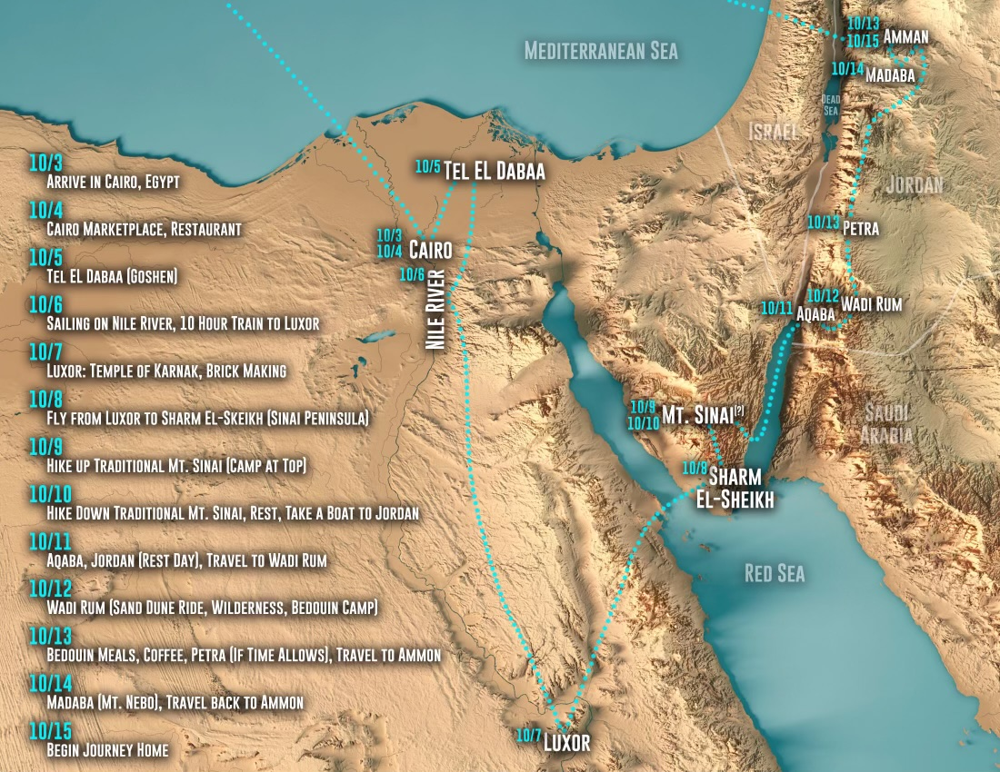 10/3
Arrive in Cairo, Egypt
10/4
Cairo Marketplace, Restaurant
10/5
Tel El Dabaa (Goshen)
10/6
Sailing on Nile River, 10 Hour Train to Luxor
10/7
Luxor: Temple of Karnak, Brick Making
10/8
Fly from Luxor to Sharm El-Skeikh (Sinai Peninsula)
10/9
Hike up Traditional Mt. Sinai (Camp at Top)
10/10
Hike Down Traditional Mt. Sinai, Rest, Take a Boat to Jordan
10/11
Aqaba, Jordan (Rest Day), Travel to Wadi Rum
10/12
Wadi Rum (Sand Dune Ride, Wilderness, Bedouin Camp)
10/13
Bedouin Meals, Coffee, Petra (If Time Allows), Travel to Ammon
10/14
Madaba (Mt. Nebo), Travel back to Ammon
10/15
Begin Journey Home
Mediterranean Sea
10/13
10/15 Amman
10/14 Madaba
Dead
Sea
Israel
Jordan
10/5 Tel El Dabaa
10/3
10/4 Cairo
10/6
Nile River
10/13 Petra
10/12 Wadi Rum
10/11 Aqaba
10/9
10/10 Mt. Sinai(?)
Saudi
Arabia
10/8 Sharm
El-Sheikh
Red Sea
10/7 Luxor